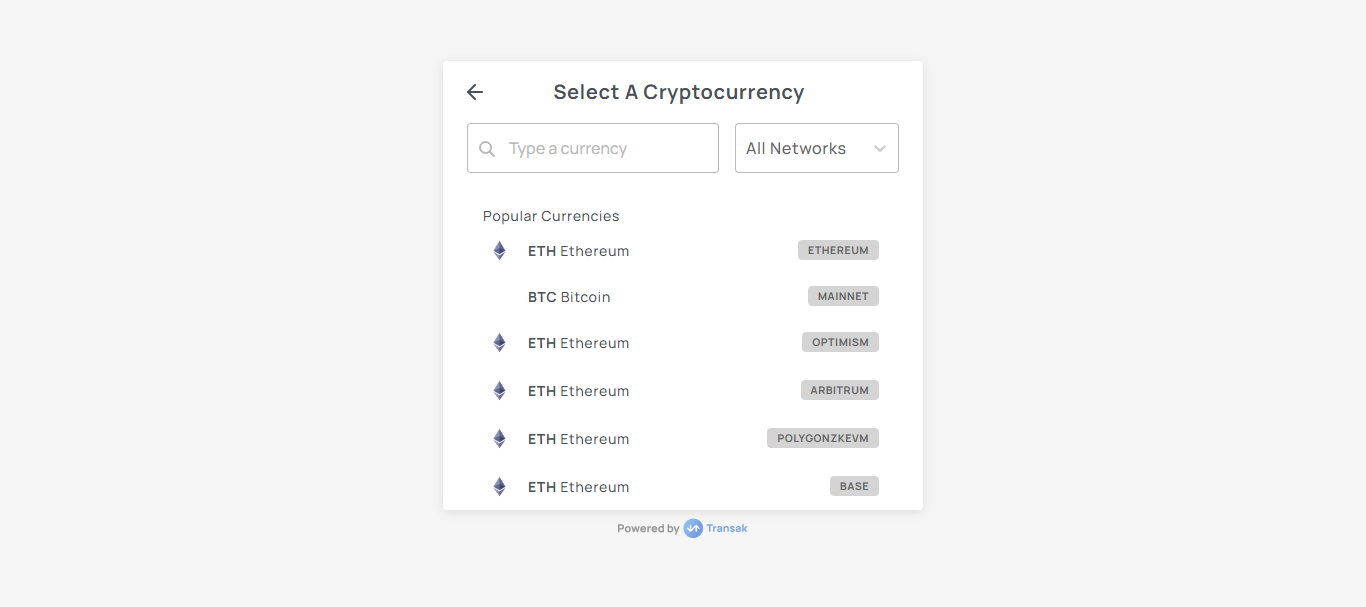 Select A Cryptocurrency
Type a currency
All Networks
Popular Currencies
ETH Ethereum ETHEREUM
BTC Bitcoin MAINNET
ETH Ethereum OPTIMISM
ETH Ethereum ARBITRUM
ETH Ethereum POLYGONZKEVM
ETH Ethereum BASE
Powered by Transak